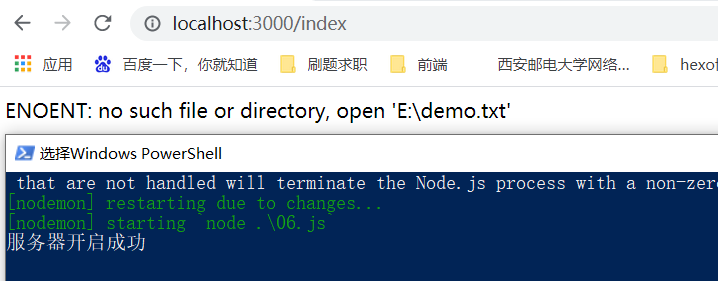 localhost:3000/index
应用 百度一下，你就知道 刷题求职 前端 西安邮电大学网络... hexo
ENOENT: no such file or directory, open 'E:\demo.txt'
选择Windows PowerShell
that are not handled will terminate the Node.js process with a non-zero
[nodemon] restarting due to changes...
[nodemon] starting node .\06.js
服务器开启成功